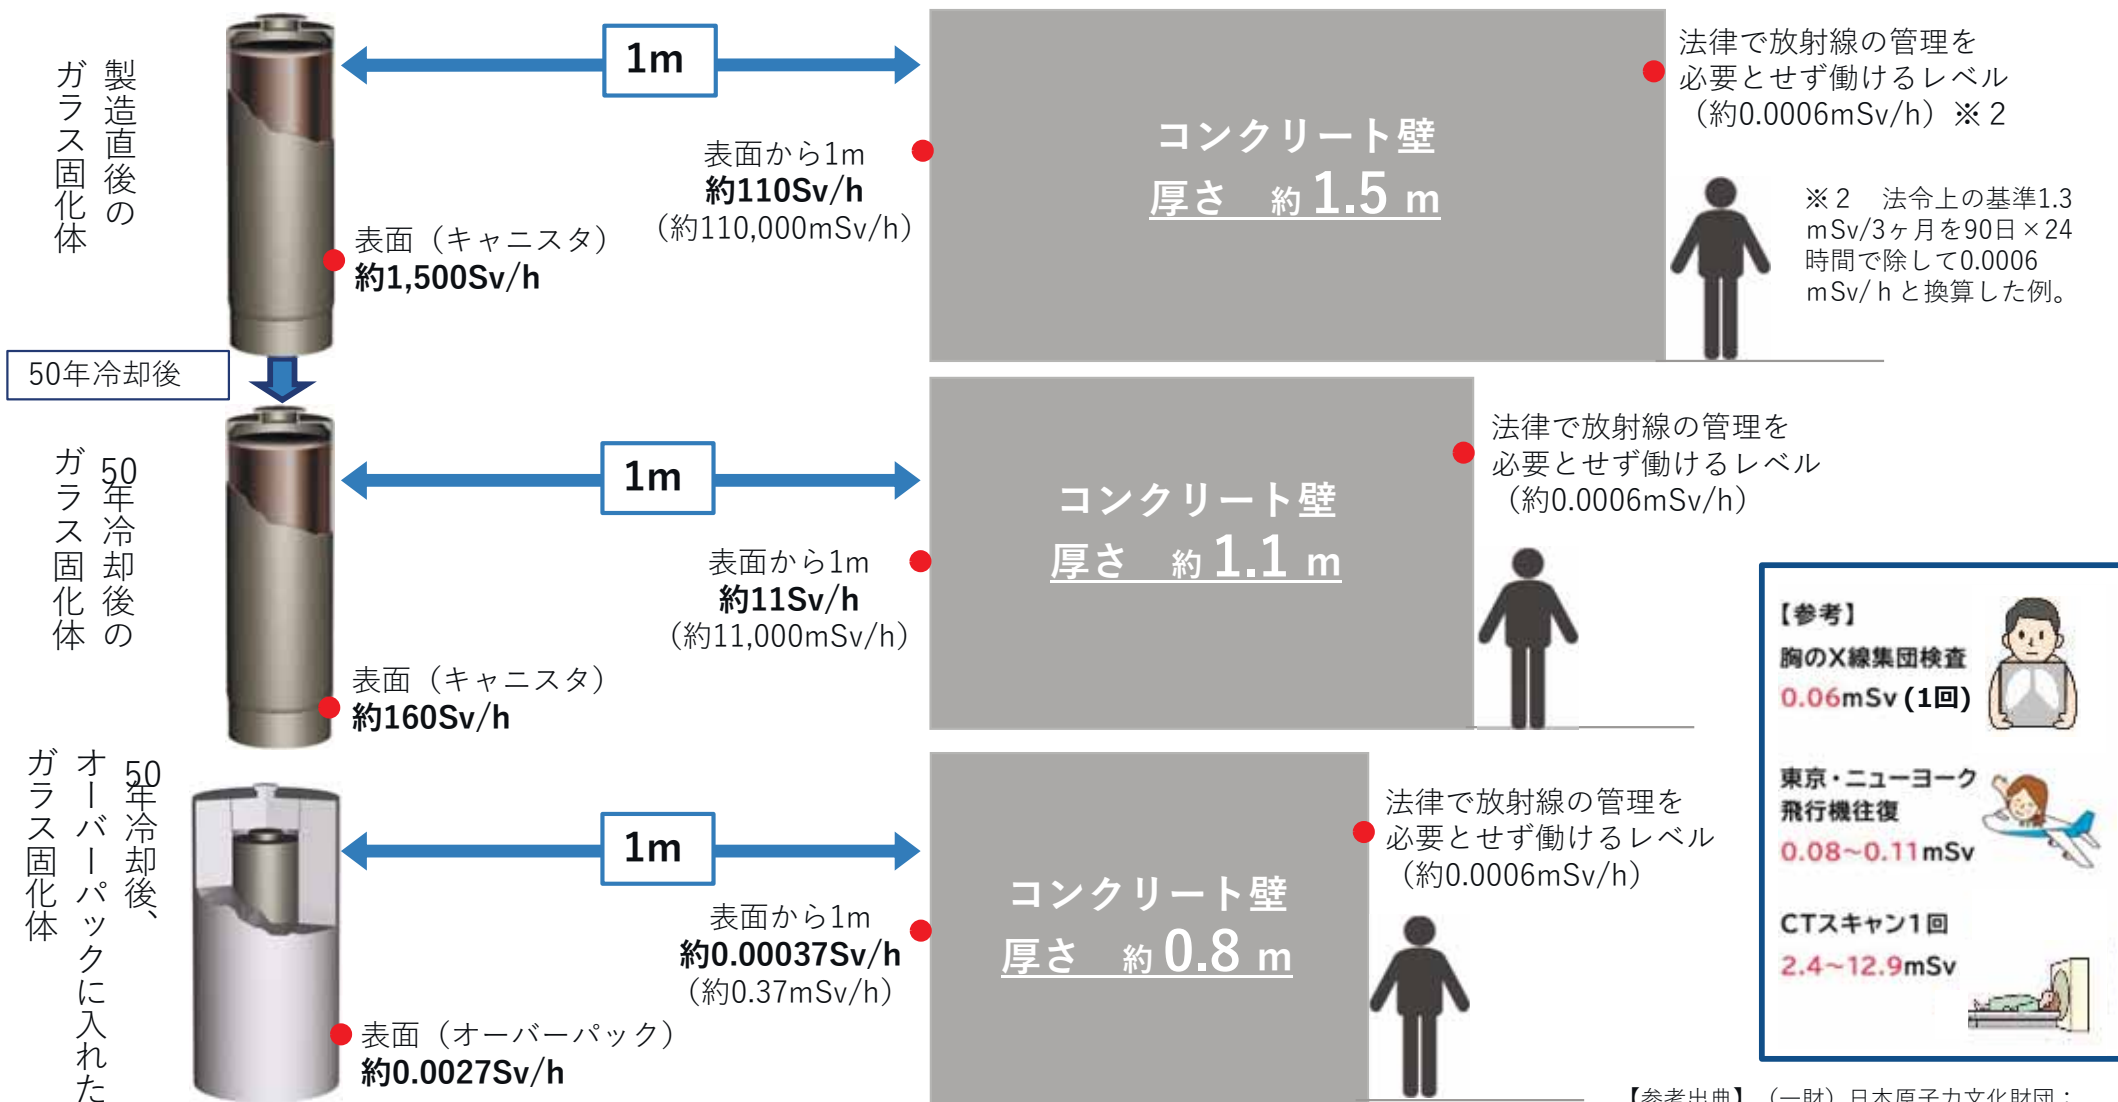 製造直後の
ガラス固化体
1m
表面（キャニスタ）
約1,500Sv/h
表面から1m
約110Sv/h
（約110,000mSv/h）
コンクリート壁
厚さ　約1.5 m
法律で放射線の管理を
必要とせず働けるレベル
（約0.0006mSv/h）※２
※２　法令上の基準1.3
mSv/3ヶ月を90日×24
時間で除して0.0006
mSv/ｈと換算した例。
50年冷却後
50年冷却後の
ガラス固化体
1m
表面（キャニスタ）
約160Sv/h
表面から1m
約11Sv/h
（約11,000mSv/h）
コンクリート壁
厚さ　約1.1 m
法律で放射線の管理を
必要とせず働けるレベル
（約0.0006mSv/h）
50年冷却後、
オーバーパックに入れた
ガラス固化体
1m
表面（オーバーパック）
約0.0027Sv/h
表面から1m
約0.00037Sv/h
（約0.37mSv/h）
コンクリート壁
厚さ　約0.8 m
法律で放射線の管理を
必要とせず働けるレベル
（約0.0006mSv/h）
【参考】
胸のX線集団検査
0.06mSv (1回)
東京・ニューヨーク
飛行機往復
0.08~0.11mSv
CTスキャン1回
2.4~12.9mSv
【参考出典】（一財）日本原子力文化財団：